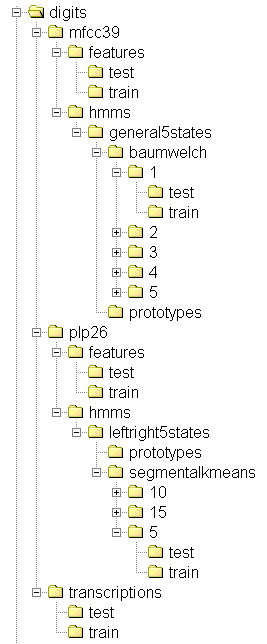 digits
mfcc39
features
test
train
hmms
general5states
baumwelch
1
test
train
2
3
4
5
prototypes
plp26
features
test
train
hmms
leftright5states
prototypes
segmentalkmeans
10
15
5
test
train
transcriptions
test
train